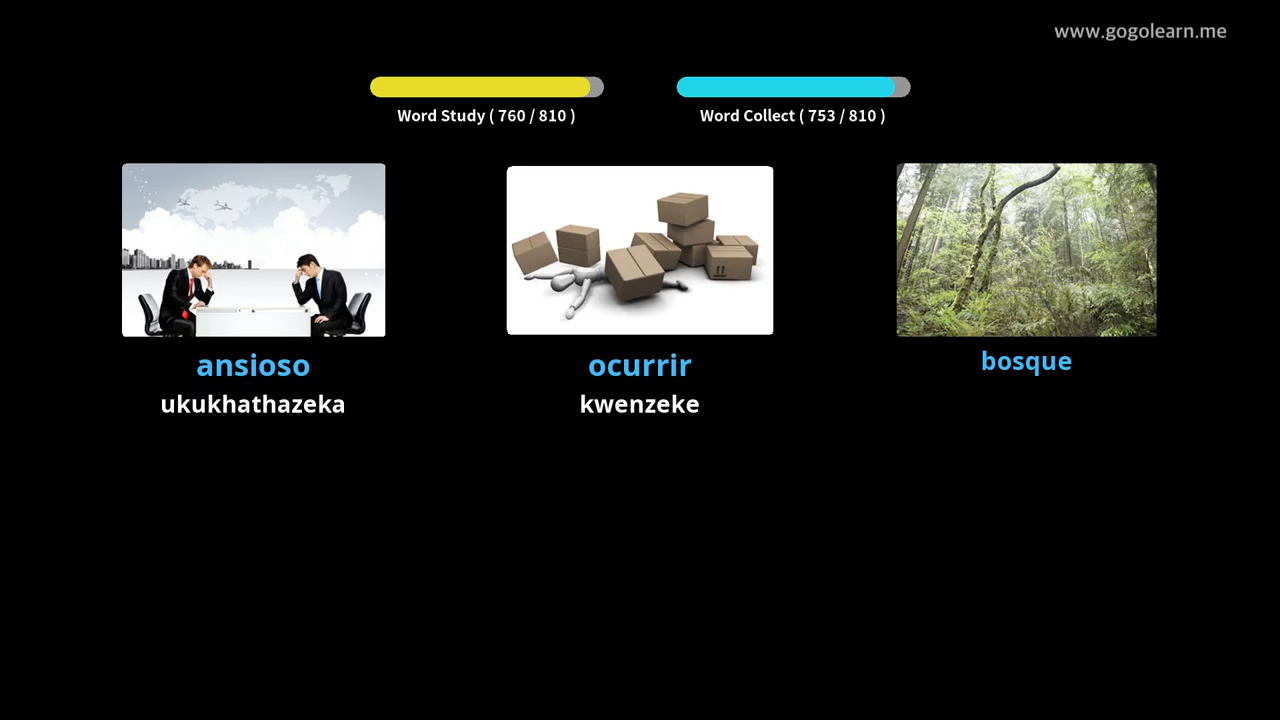 www.gogolearn.me
Word Study ( 760 / 810 )
Word Collect ( 753 / 810 )
ansioso
ukukhathazeka
ocurrir
kwenzeke
bosque